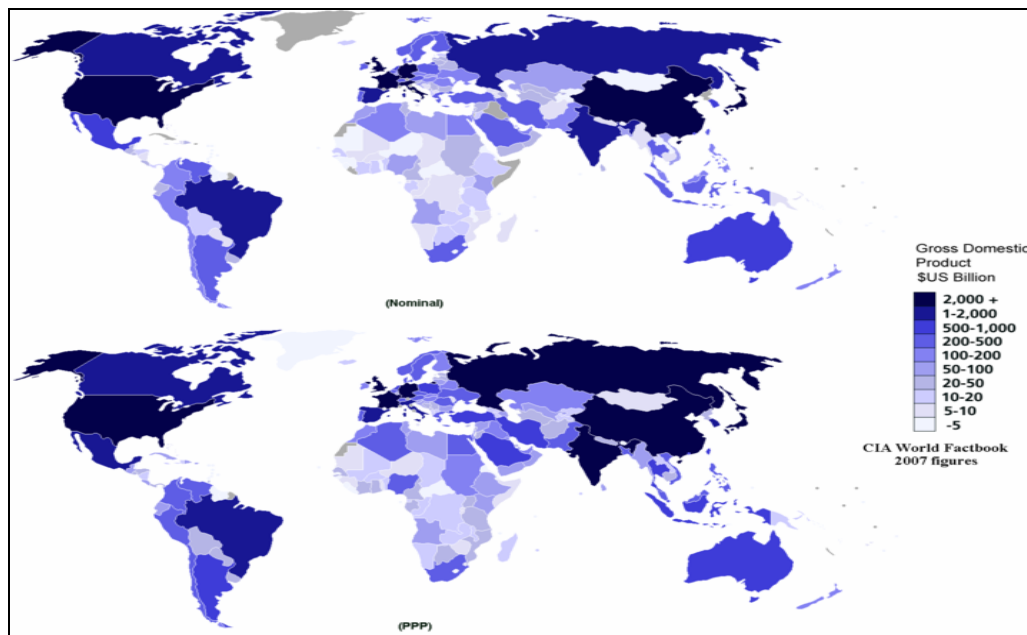 (Nominal)
Gross Domestic
Product
$US Billion
2,000 +
1-2,000
500-1,000
200-500
100-200
50-100
20-50
10-20
5-10
-5
CIA World Factbook
2007 figures
(PPP)